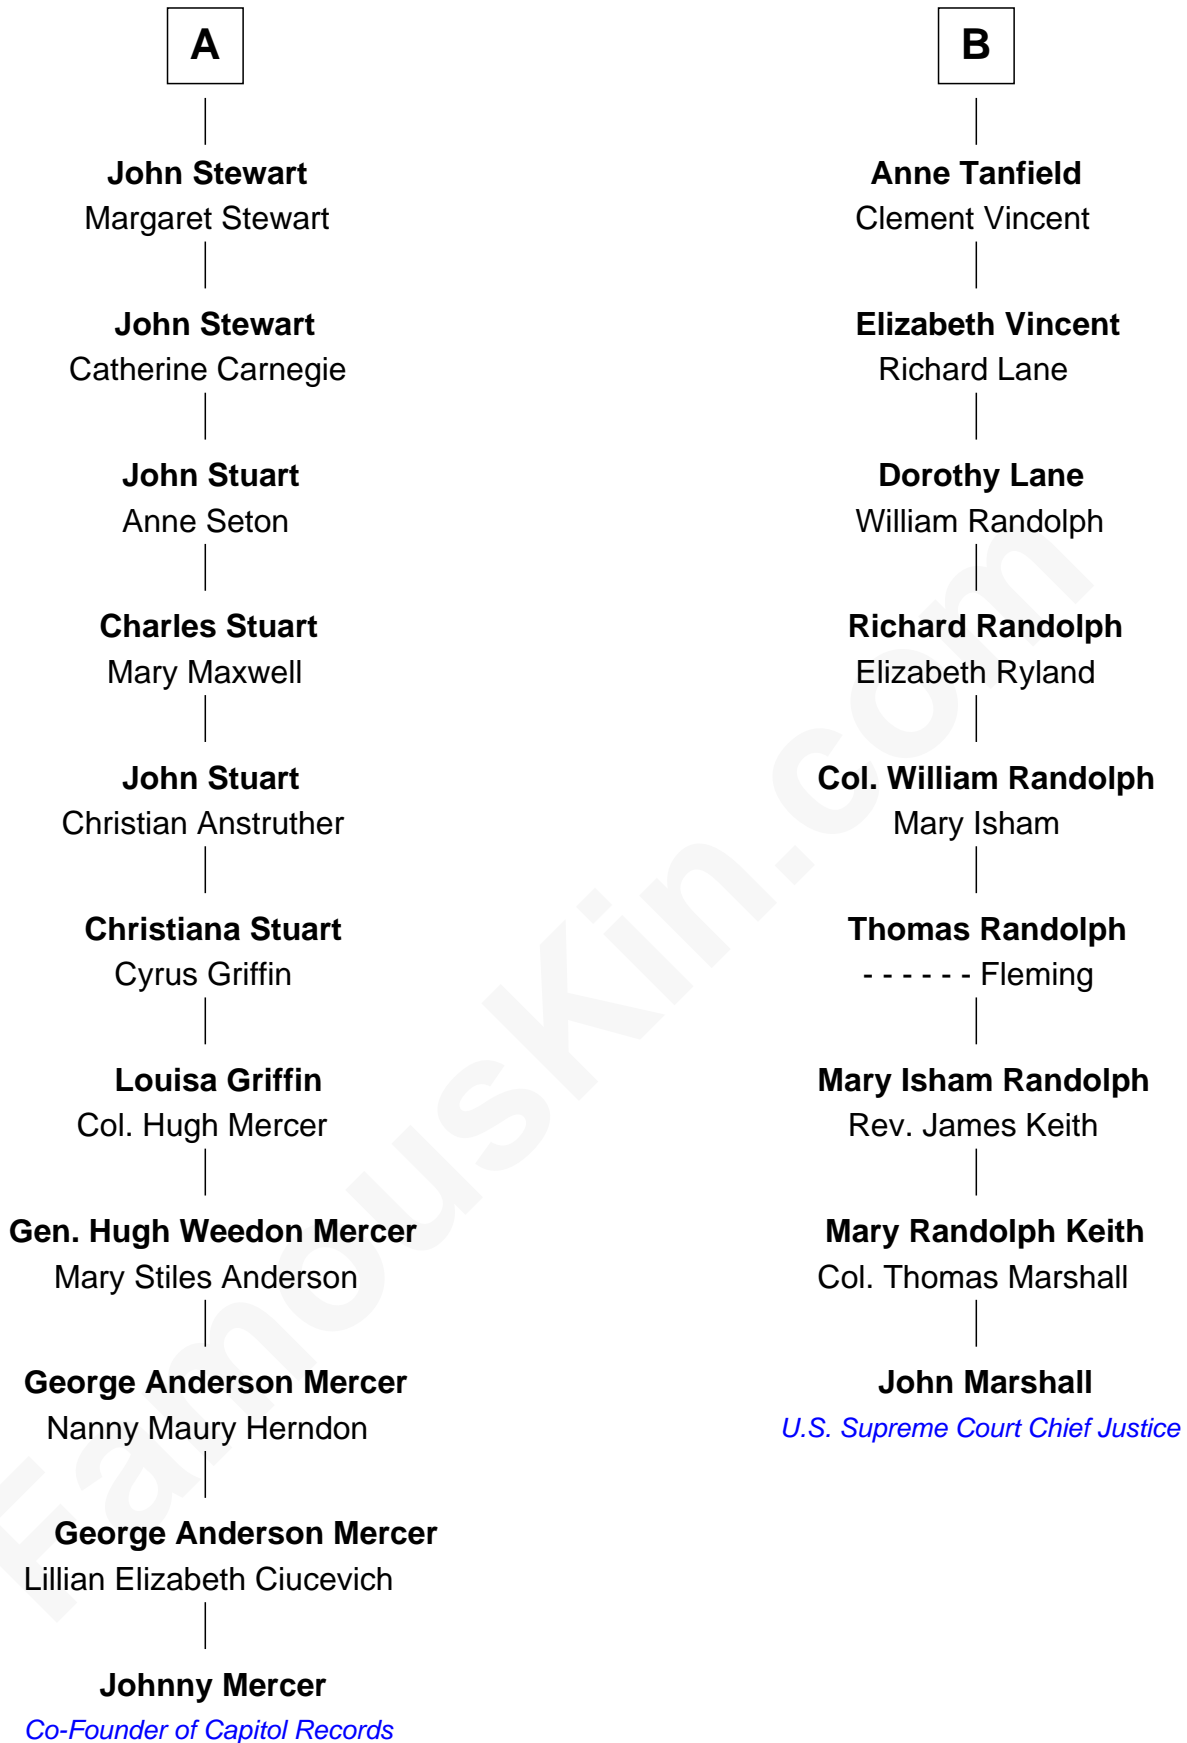 A
John Stewart
Margaret Stewart
John Stewart
Catherine Carnegie
John Stuart
Anne Seton
Charles Stuart
Mary Maxwell
John Stuart
Christian Anstruther
Christiana Stuart
Cyrus Griffin
Louisa Griffin
Col. Hugh Mercer
Gen. Hugh Weedon Mercer
Mary Stiles Anderson
George Anderson Mercer
Nanny Maury Herndon
George Anderson Mercer
Lillian Elizabeth Ciucevich
Johnny Mercer
Co-Founder of Capitol Records
B
Anne Tanfield
Clement Vincent
Elizabeth Vincent
Richard Lane
Dorothy Lane
William Randolph
Richard Randolph
Elizabeth Ryland
Col. William Randolph
Mary Isham
Thomas Randolph
- - - - - - Fleming
Mary Isham Randolph
Rev. James Keith
Mary Randolph Keith
Col. Thomas Marshall
John Marshall
U.S. Supreme Court Chief Justice
FamousKin.com